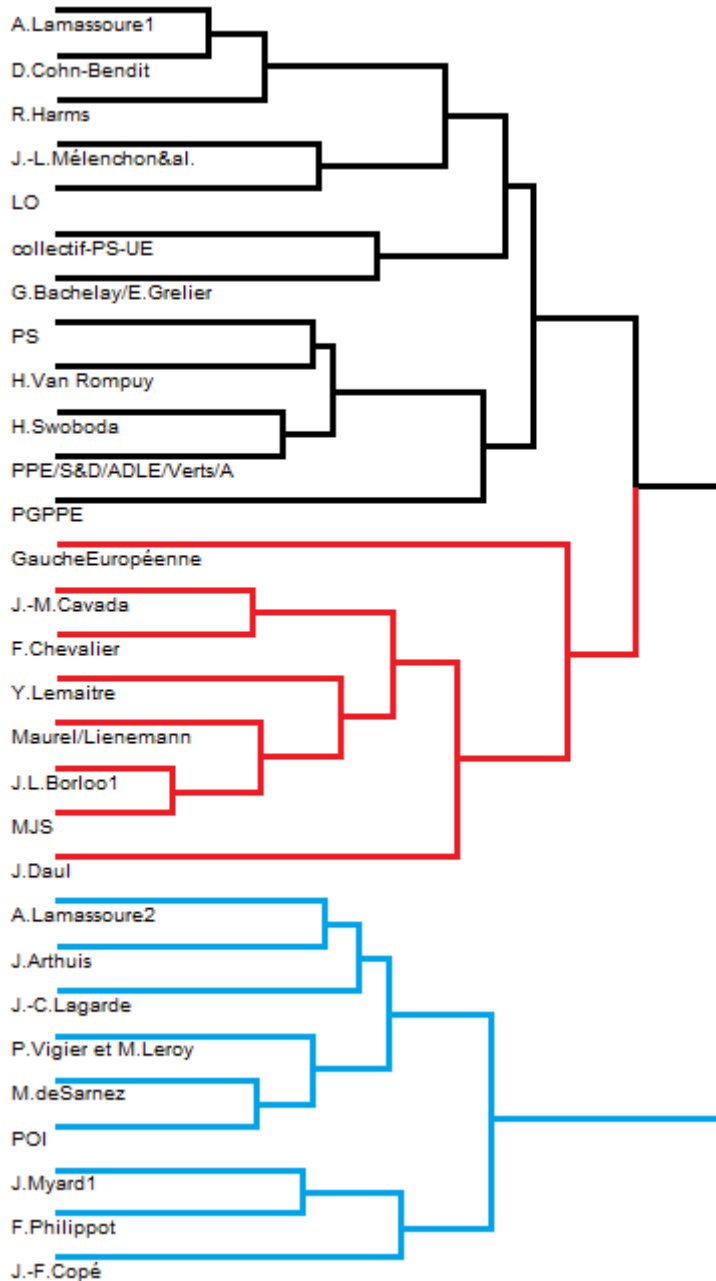 A.Lamassoure1
D.Cohn-Bendit
R.Harms
J.-L.Mélenchon&al.
LO
collectif-PS-UE
G.Bachelay/E.Grelier
PS
H.Van Rompuy
H.Swoboda
PPE/S&D/ADLE/Verts/A
PGPPE
GaucheEuropéenne
J.-M.Cavada
F.Chevalier
Y.Lemaitre
Maurel/Lienemann
J.L.Borloo1
MJS
J.Daul
A.Lamassoure2
J.Arthuis
J.-C.Lagarde
P.Vigier et M.Leroy
M.deSarnez
POI
J.Myard1
F.Philippot
J.-F.Copé